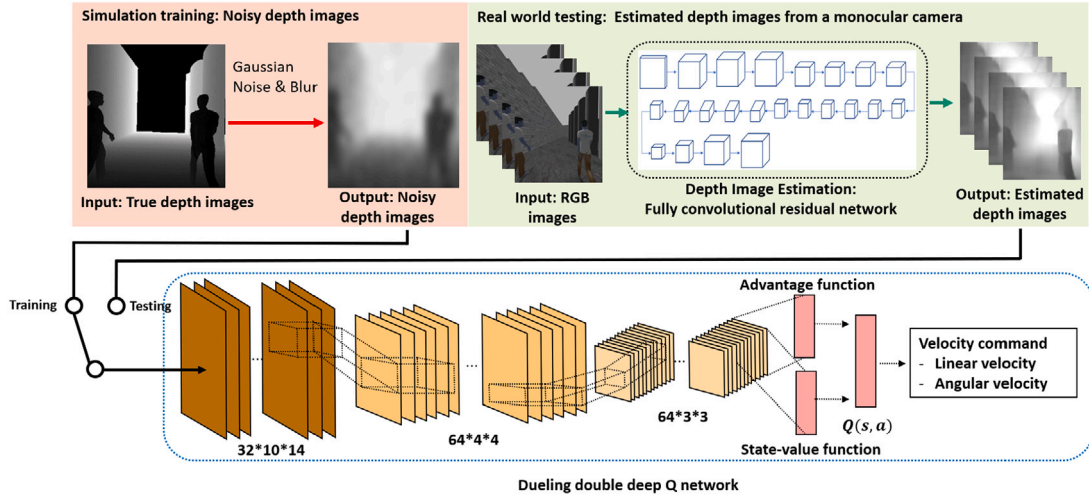 Simulation training: Noisy depth images
Gaussian
Noise & Blur
Input: True depth images
Output: Noisy
depth images
Real world testing: Estimated depth images from a monocular camera
Input: RGB
images
Depth Image Estimation:
Fully convolutional residual network
Output: Estimated
depth images
Training
Testing
32*10*14
...
64*4*4
...
64*3*3
...
Advantage function
State-value function
Q(s, a)
Velocity command
- Linear velocity
- Angular velocity
Dueling double deep Q network